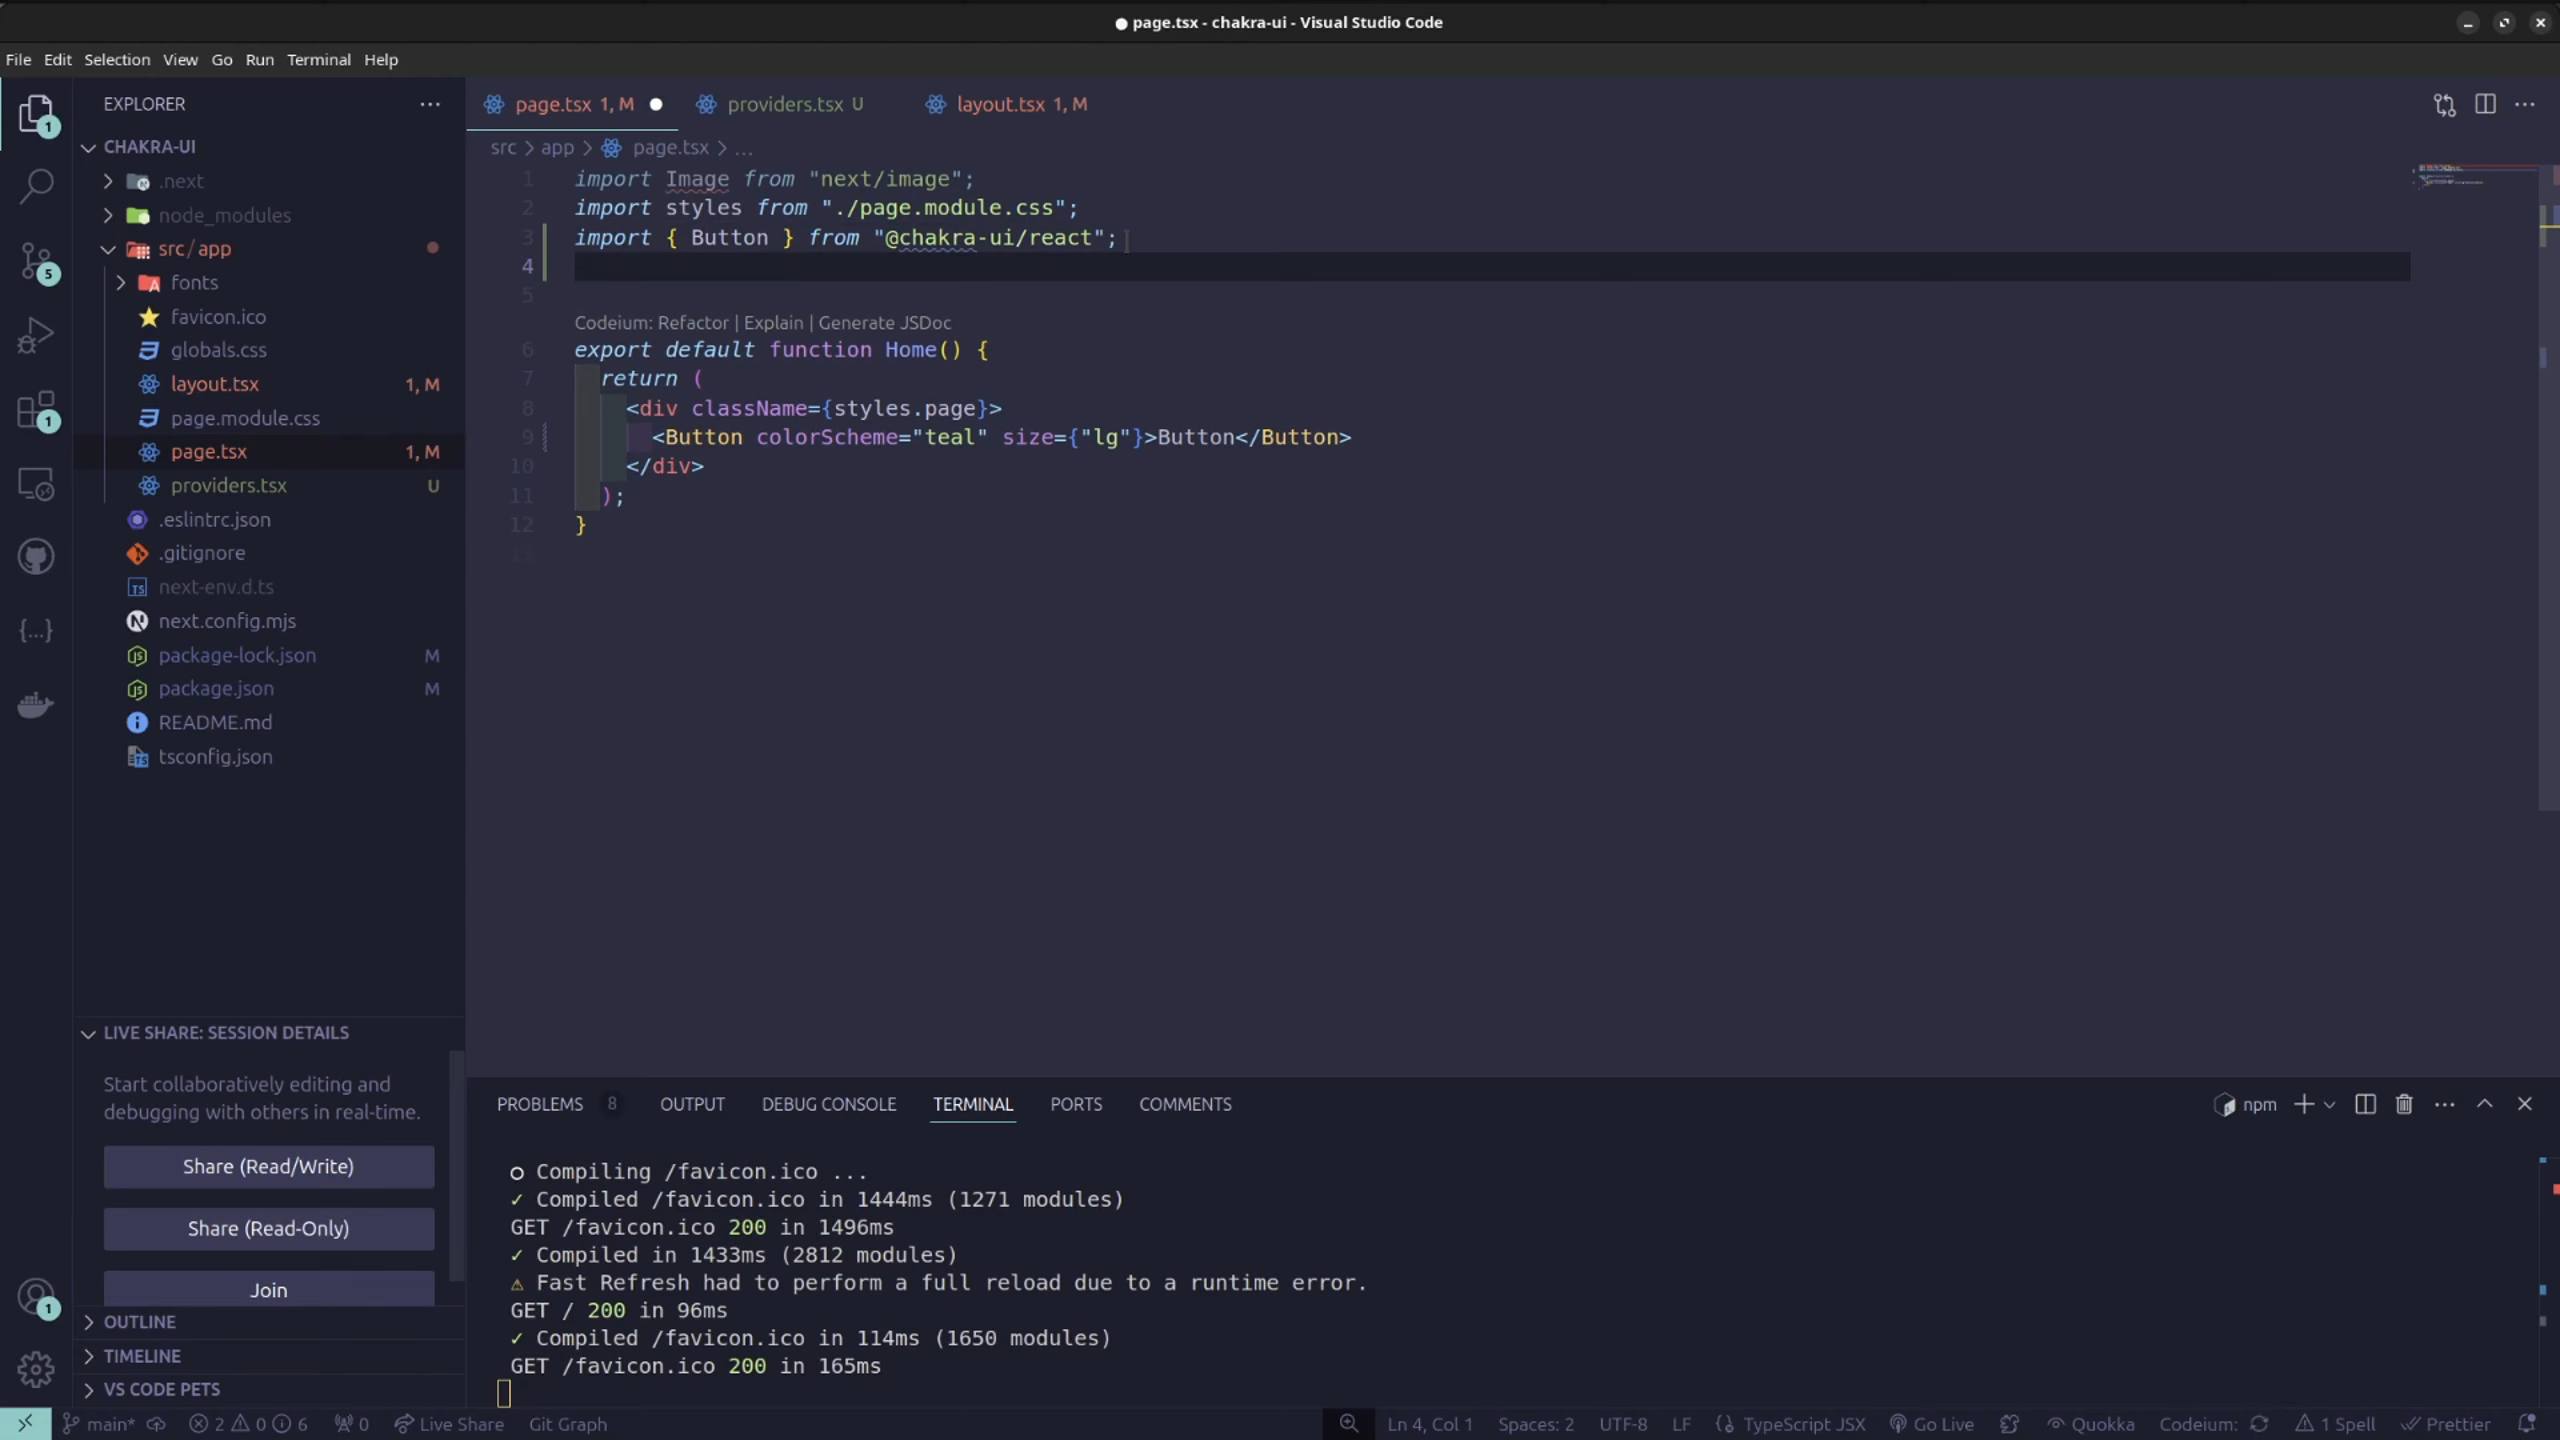 page.tsx - chakra-ui - Visual Studio Code
File Edit Selection View Go Run Terminal Help
EXPLORER
CHAKRA-UI
.next
node_modules
src/app
fonts
favicon.ico
globals.css
layout.tsx 1, M
page.module.css
page.tsx 1, M
providers.tsx U
.eslintrc.json
.gitignore
next-env.d.ts
next.config.mjs
package-lock.json M
package.json M
README.md
tsconfig.json
LIVE SHARE: SESSION DETAILS
Start collaboratively editing and
debugging with others in real-time.
Share (Read/Write)
Share (Read-Only)
Join
OUTLINE
TIMELINE
VS CODE PETS
1
5
1
1
page.tsx 1, M providers.tsx U layout.tsx 1, M
src > app > page.tsx > ...
1 import Image from "next/image";
2 import styles from "./page.module.css";
3 import { Button } from "@chakra-ui/react";
4
5
Codeium: Refactor | Explain | Generate JSDoc
6 export default function Home() {
7 return (
8 <div className={styles.page}>
9 <Button colorScheme="teal" size={"lg"}>Button</Button>
10 </div>
11 );
12 }
13
PROBLEMS 8 OUTPUT DEBUG CONSOLE TERMINAL PORTS COMMENTS npm
○ Compiling /favicon.ico ...
✓ Compiled /favicon.ico in 1444ms (1271 modules)
GET /favicon.ico 200 in 1496ms
✓ Compiled in 1433ms (2812 modules)
⚠ Fast Refresh had to perform a full reload due to a runtime error.
GET / 200 in 96ms
✓ Compiled /favicon.ico in 114ms (1650 modules)
GET /favicon.ico 200 in 165ms
main* 2 0 6 0 Live Share Git Graph Ln 4, Col 1 Spaces: 2 UTF-8 LF TypeScript JSX Go Live Quokka Codeium: 1 Spell Prettier